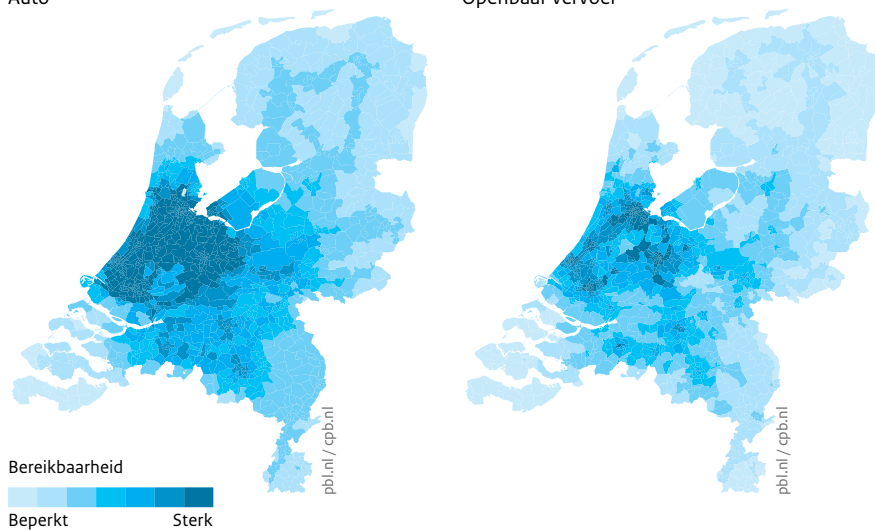 Auto
Openbaar vervoer
pbl.nl / cpb.nl
pbl.nl / cpb.nl
Bereikbaarheid
Beperkt
Sterk